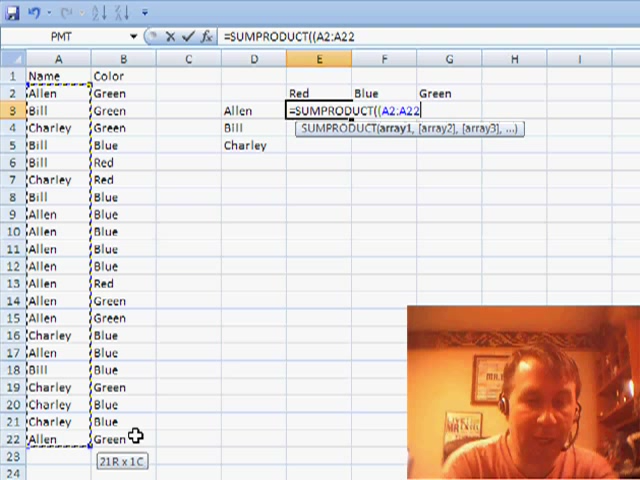 PMT =SUMPRODUCT((A2:A22
A B C D E F G H I
1 Name Color
2 Allen Green Red Blue Green
3 Bill Green Allen =SUMPRODUCT((A2:A22
4 Charley Green Bill SUMPRODUCT(array1, [array2], [array3], ...)
5 Bill Blue Charley
6 Bill Red
7 Charley Red
8 Bill Blue
9 Allen Blue
10 Allen Blue
11 Allen Blue
12 Allen Blue
13 Allen Red
14 Allen Green
15 Allen Green
16 Charley Blue
17 Allen Blue
18 Bill Blue
19 Charley Green
20 Charley Blue
21 Charley Blue
22 Allen Green
23 21R x 1C
24